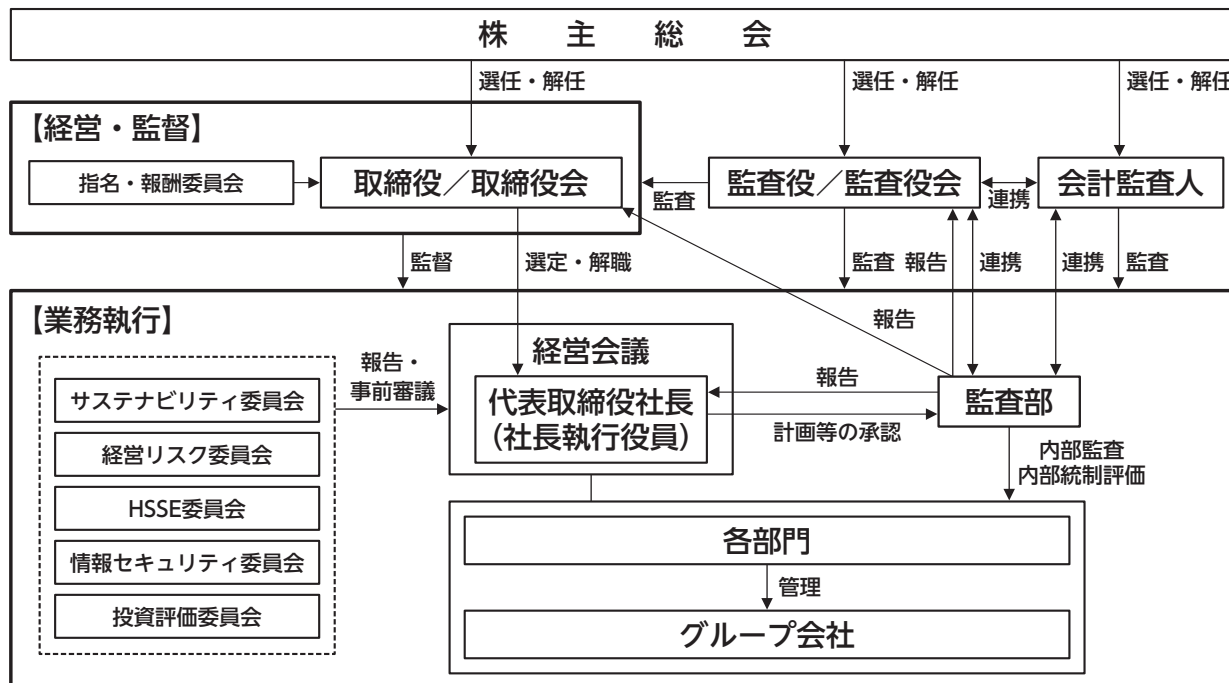 株 主 総 会
選任・解任
選任・解任
選任・解任
【経営・監督】
指名・報酬委員会
取締役／取締役会
監査
監査役／監査役会
連携
会計監査人
監督
選定・解職
監査
報告
連携
連携
監査
【業務執行】
報告
サステナビリティ委員会
経営リスク委員会
HSSE委員会
情報セキュリティ委員会
投資評価委員会
報告・
事前審議
経営会議
代表取締役社長
（社長執行役員）
報告
計画等の承認
監査部
内部監査
内部統制評価
各部門
管理
グループ会社